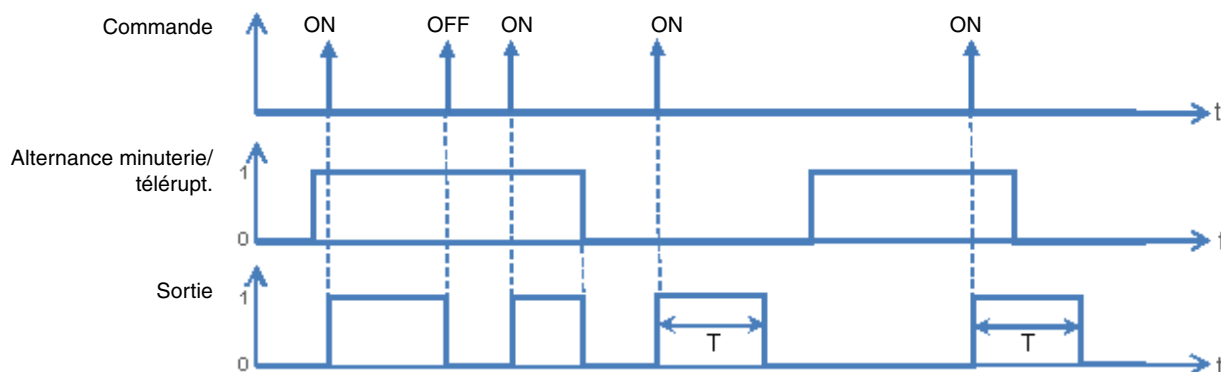 Commande ON OFF ON ON ON
t
Alternance minuterie/
télérupt.
1
0
t
Sortie
1
T T
0
t